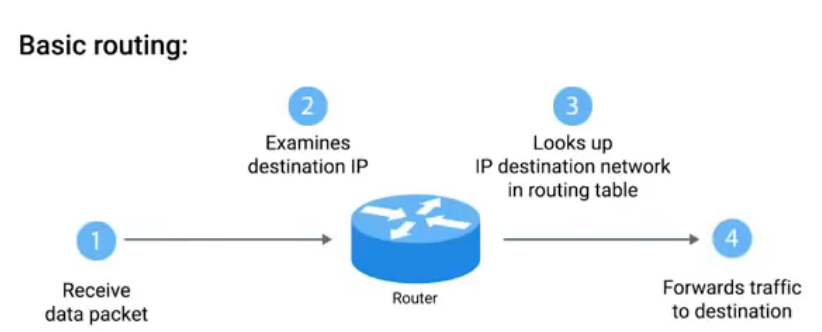 Basic routing:
1
Receive
data packet
2
Examines
destination IP
Router
3
Looks up
IP destination network
in routing table
4
Forwards traffic
to destination